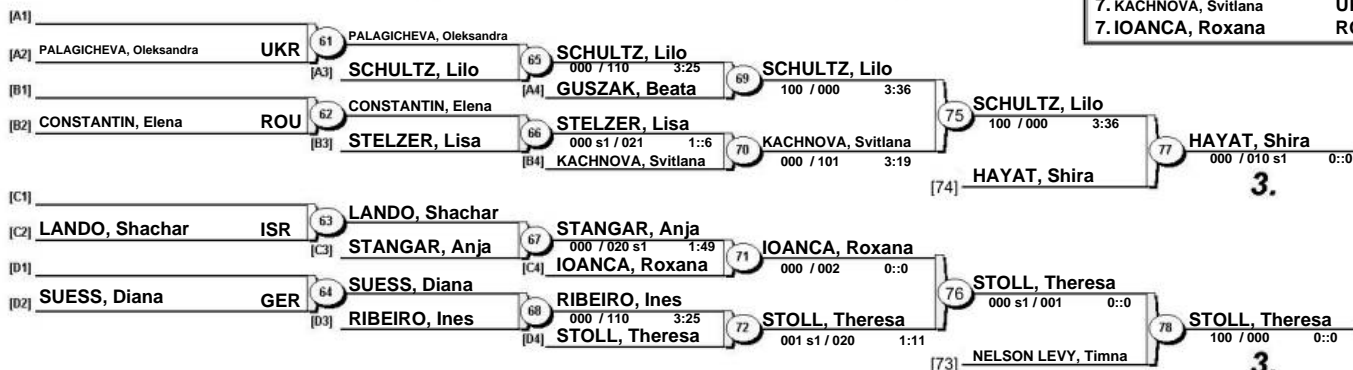 7. KACHNOVA, Svitlana
7. IOANCA, Roxana
[A1]
[A2] PALAGICHEVA, Oleksandra UKR
61
PALAGICHEVA, Oleksandra
[A3] SCHULTZ, Lilo
65
SCHULTZ, Lilo
000 / 110 3:25
[A4] GUSZAK, Beata
69
SCHULTZ, Lilo
100 / 000 3:36
[B1]
[B2] CONSTANTIN, Elena ROU
62
CONSTANTIN, Elena
[B3] STELZER, Lisa
66
STELZER, Lisa
000 s1 / 021 1::6
[B4] KACHNOVA, Svitlana
70
KACHNOVA, Svitlana
000 / 101 3:19
75
SCHULTZ, Lilo
100 / 000 3:36
[74] HAYAT, Shira
77
HAYAT, Shira
000 / 010 s1 0::0
3.
[C1]
[C2] LANDO, Shachar ISR
63
LANDO, Shachar
[C3] STANGAR, Anja
67
STANGAR, Anja
000 / 020 s1 1:49
[C4] IOANCA, Roxana
71
IOANCA, Roxana
000 / 002 0::0
[D1]
[D2] SUESS, Diana GER
64
SUESS, Diana
[D3] RIBEIRO, Ines
68
RIBEIRO, Ines
000 / 110 3:25
[D4] STOLL, Theresa
72
STOLL, Theresa
001 s1 / 020 1:11
76
STOLL, Theresa
000 s1 / 001 0::0
[73] NELSON LEVY, Timna
78
STOLL, Theresa
100 / 000 0::0
3.